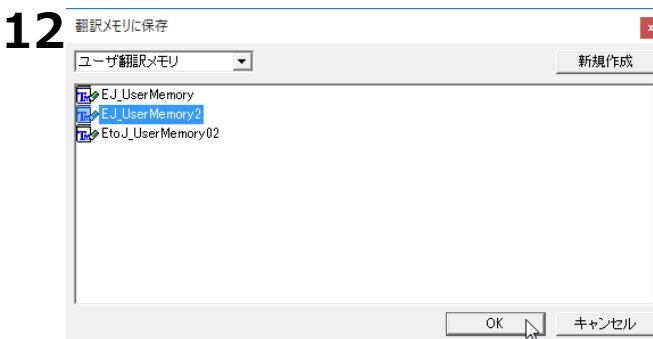 12
翻訳メモリに保存
ユーザ翻訳メモリ
新規作成
EJ_UserMemory
EJ_UserMemory2
EtoJ_UserMemory02
OK
キャンセル